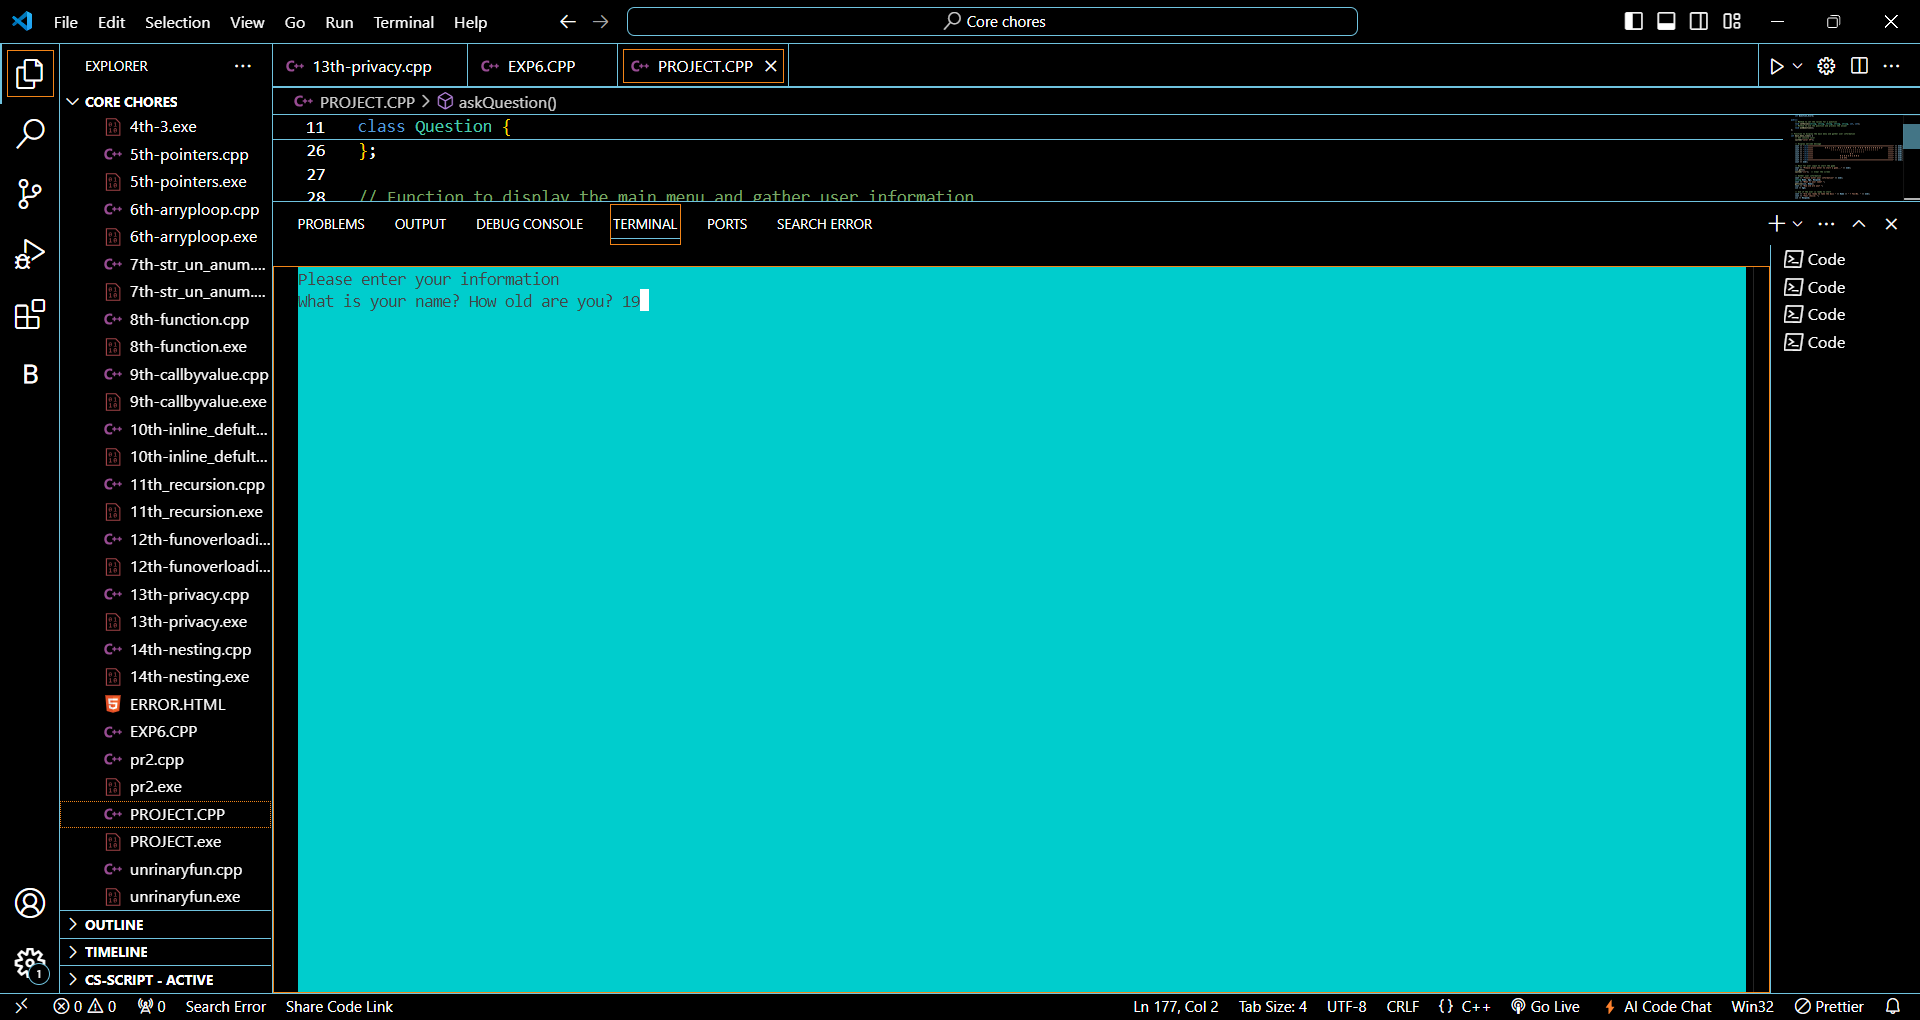 File Edit Selection View Go Run Terminal Help
Core chores
EXPLORER
CORE CHORES
4th-3.exe
5th-pointers.cpp
5th-pointers.exe
6th-arryploop.cpp
6th-arryploop.exe
7th-str_un_anum....
7th-str_un_anum....
8th-function.cpp
8th-function.exe
9th-callbyvalue.cpp
9th-callbyvalue.exe
10th-inline_defult...
10th-inline_defult...
11th_recursion.cpp
11th_recursion.exe
12th-funoverloadi...
12th-funoverloadi...
13th-privacy.cpp
13th-privacy.exe
14th-nesting.cpp
14th-nesting.exe
ERROR.HTML
EXP6.CPP
pr2.cpp
pr2.exe
PROJECT.CPP
PROJECT.exe
unrinaryfun.cpp
unrinaryfun.exe
OUTLINE
TIMELINE
CS-SCRIPT - ACTIVE
B
1
13th-privacy.cpp EXP6.CPP PROJECT.CPP
PROJECT.CPP > askQuestion()
11 class Question {
26 };
27
28 // Function to display the main menu and gather user information
PROBLEMS OUTPUT DEBUG CONSOLE TERMINAL PORTS SEARCH ERROR
Please enter your information
What is your name? How old are you? 19
Code
Code
Code
Code
0 0 0 Search Error Share Code Link Ln 177, Col 2 Tab Size: 4 UTF-8 CRLF {} C++ Go Live AI Code Chat Win32 Prettier